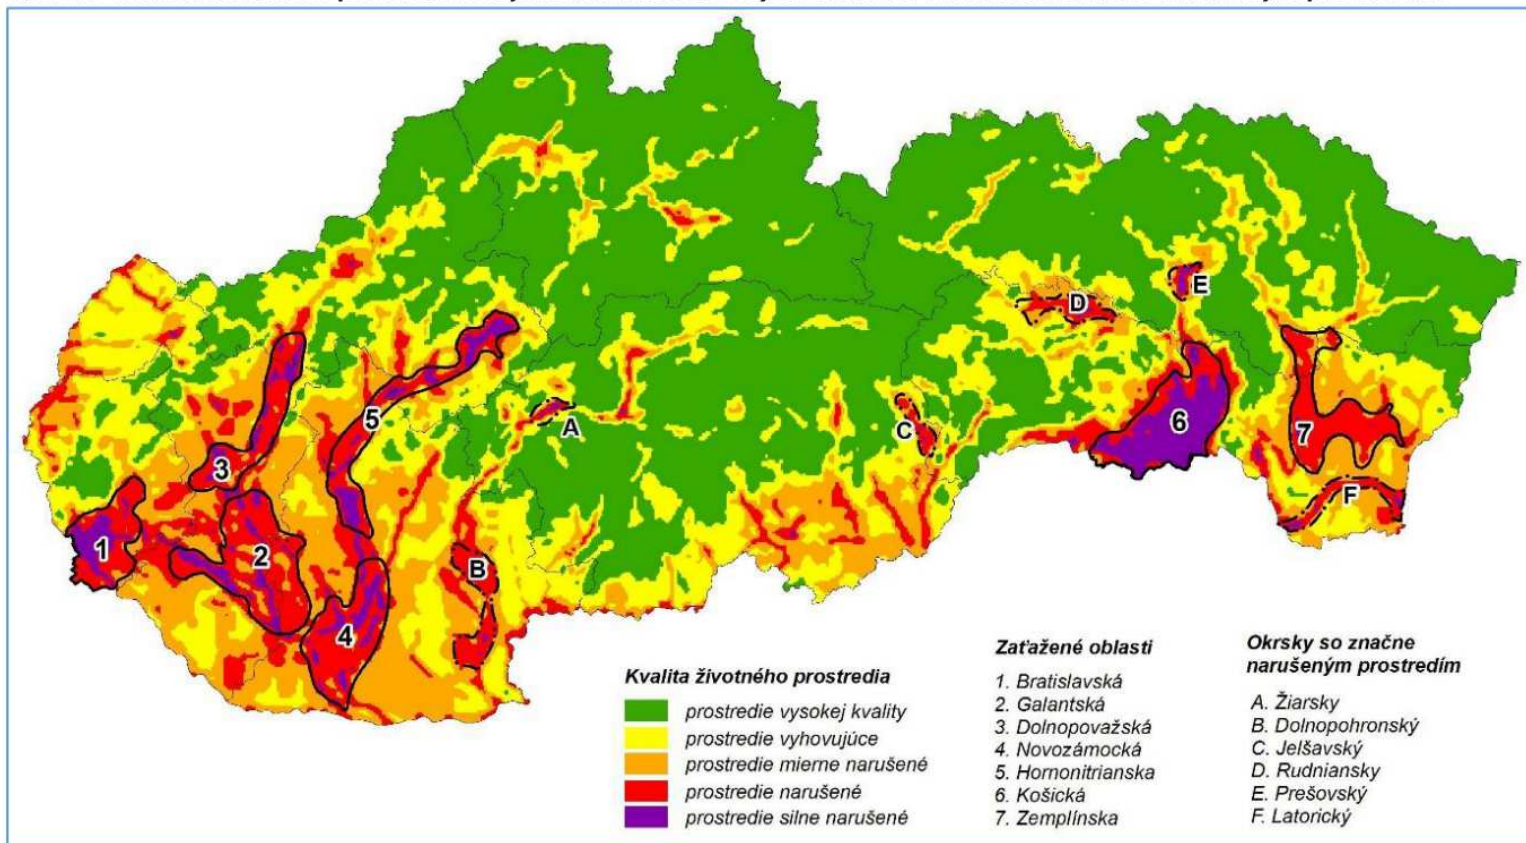 1
2
3
4
5
6
7
A
B
C
D
E
F
Kvalita životného prostredia
prostredie vysokej kvality
prostredie vyhovujúce
prostredie mierne narušené
prostredie narušené
prostredie silne narušené
Zaťažené oblasti
1. Bratislavská
2. Galantská
3. Dolnopovažská
4. Novozámocká
5. Hornonitrianska
6. Košická
7. Zemplínska
Okrsky so značne
narušeným prostredím
A. Žiarsky
B. Dolnopohronský
C. Jelšavský
D. Rudniansky
E. Prešovský
F. Latorický